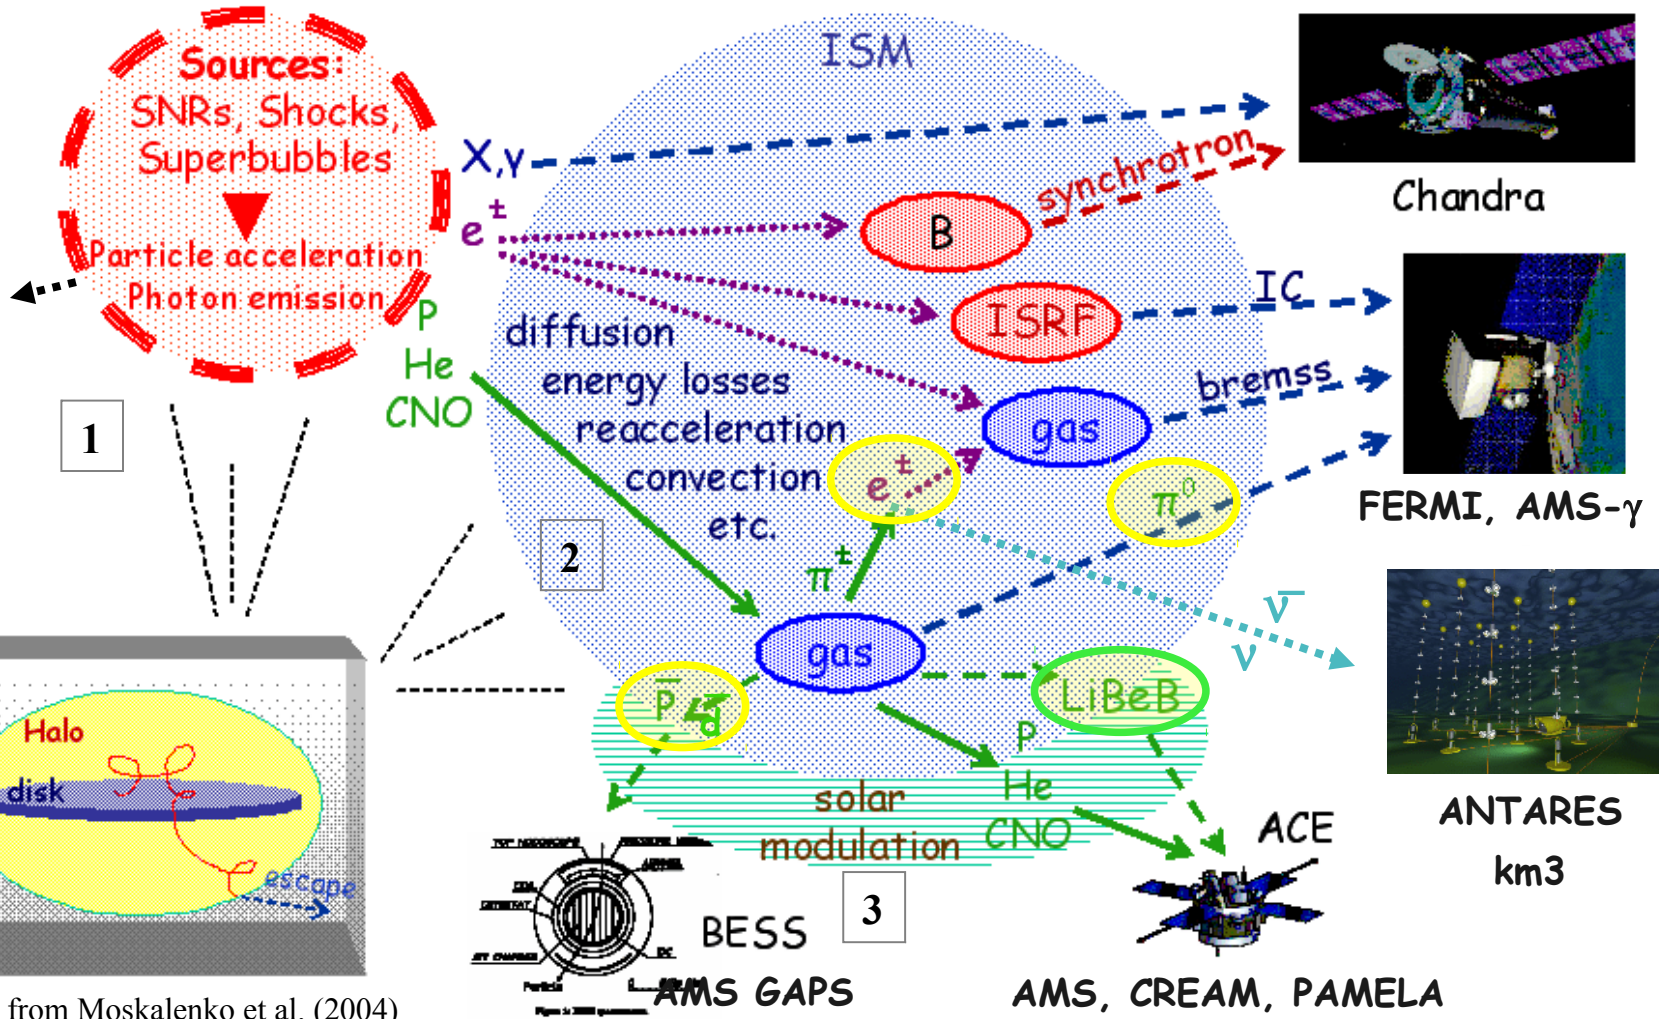 Sources:
SNRs, Shocks,
Superbubbles
Particle acceleration
Photon emission
ISM
X,γ
e±
P
He
CNO
B
synchrotron
Chandra
ISRF
IC
diffusion
energy losses
reacceleration
convection
etc.
gas
bremss
e±
π0
FERMI, AMS-γ
1
2
π±
gas
ν̄
ν
P̄
d̄
LiBeB
P
He
CNO
solar
modulation
Halo
disk
escape
ANTARES
km3
ACE
3
BESS
AMS GAPS
AMS, CREAM, PAMELA
Particle
from Moskalenko et al. (2004)